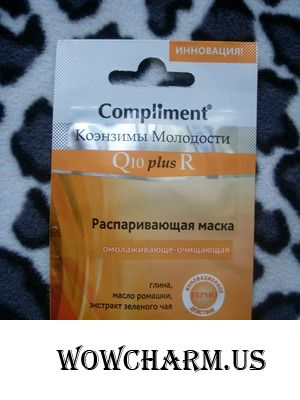 ИННОВАЦИЯ!
Compliment®
Коэнзимы Молодости
Q10 plus R
Распаривающая маска
омолаживающе-очищающая
глина,
масло ромашки,
экстракт зеленого чая
ИННОВАЦИОННОЕ
ТЕРМО
WOWCHARM.US